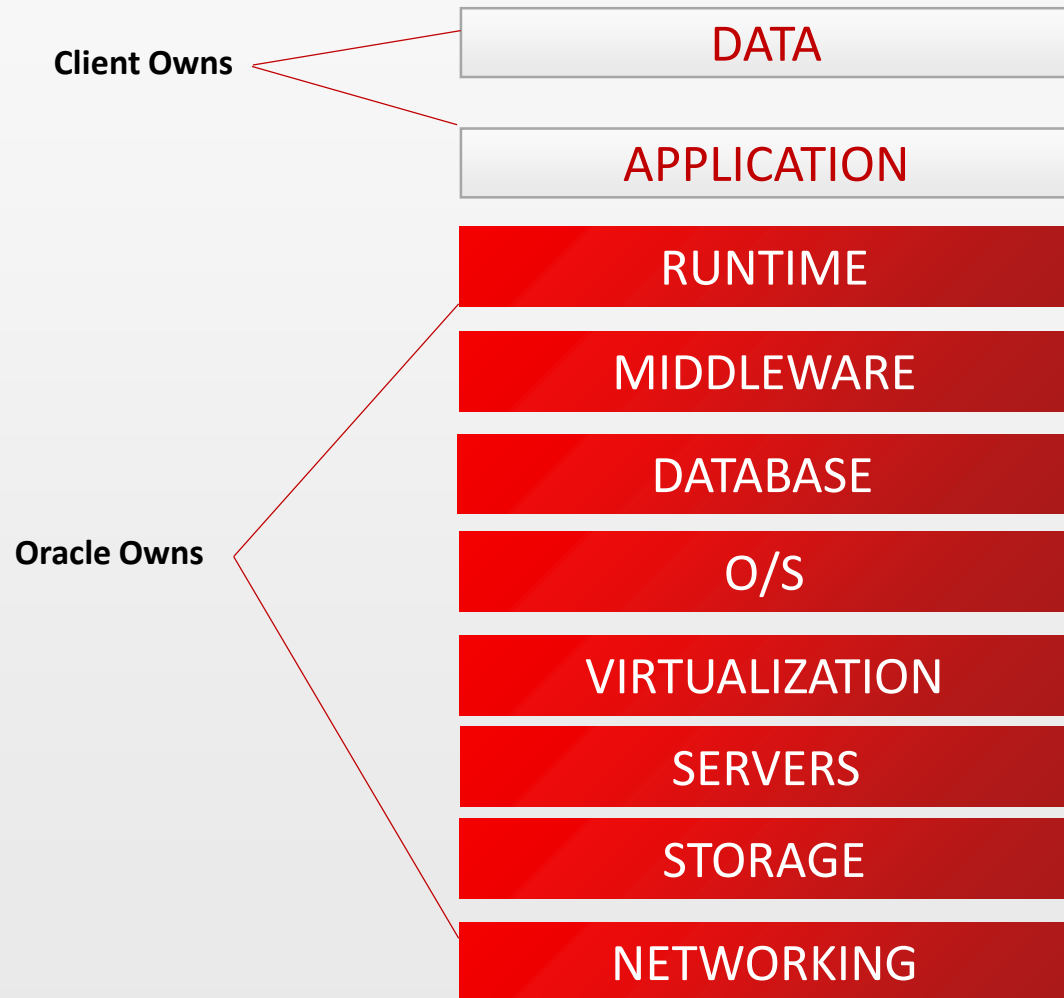 Client Owns
DATA
APPLICATION
RUNTIME
MIDDLEWARE
DATABASE
Oracle Owns
O/S
VIRTUALIZATION
SERVERS
STORAGE
NETWORKING